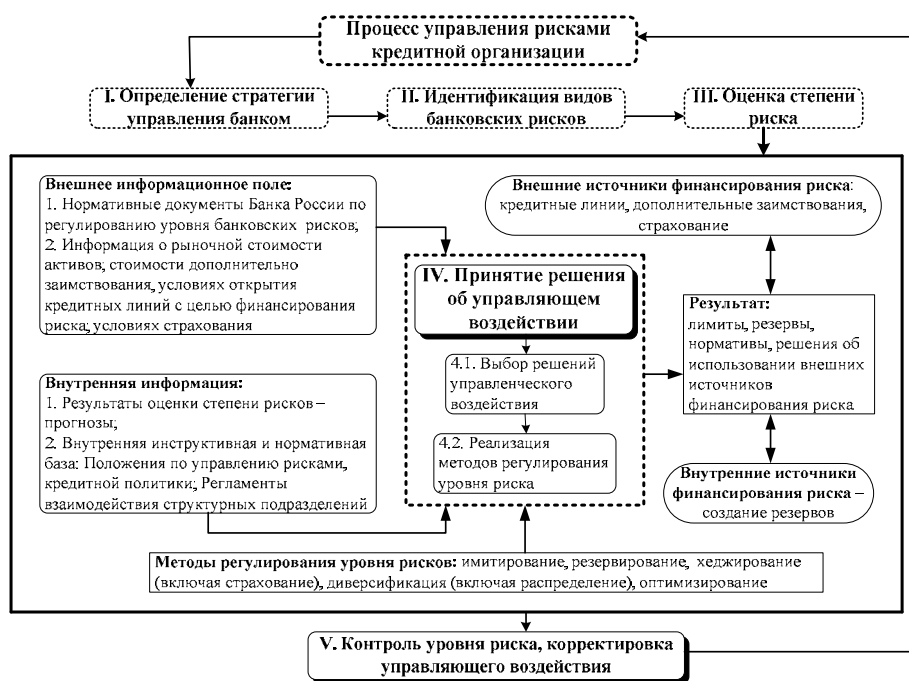 Процесс управления рисками
кредитной организации
I. Определение стратегии
управления банком
II. Идентификация видов
банковских рисков
III. Оценка степени
риска
Внешнее информационное поле:
1. Нормативные документы Банка России по
регулированию уровня банковских рисков;
2. Информация о рыночной стоимости
активов; стоимости дополнительно
заимствования, условиях открытия
кредитных линий с целью финансирования
риска; условиях страхования
Внешние источники финансирования риска:
кредитные линии, дополнительные заимствования,
страхование
IV. Принятие решения
об управляющем
воздействии
4.1. Выбор решений
управленческого
воздействия
4.2. Реализация
методов регулирования
уровня риска
Результат:
лимиты, резервы,
нормативы, решения об
использовании внешних
источников
финансирования риска
Внутренняя информация:
1. Результаты оценки степени рисков –
прогнозы;
2. Внутренняя инструктивная и нормативная
база: Положения по управлению рисками,
кредитной политики; Регламенты
взаимодействия структурных подразделений
Внутренние источники
финансирования риска –
создание резервов
Методы регулирования уровня рисков: имитирование, резервирование, хеджирование
(включая страхование), диверсификация (включая распределение), оптимизирование
V. Контроль уровня риска, корректировка
управляющего воздействия